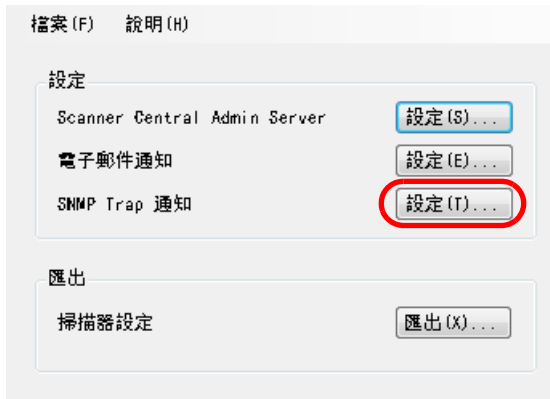 檔案(F) 說明(H)
設定
Scanner Central Admin Server 設定(S)...
電子郵件通知 設定(E)...
SNMP Trap 通知 設定(T)...
匯出
掃描器設定 匯出(X)...